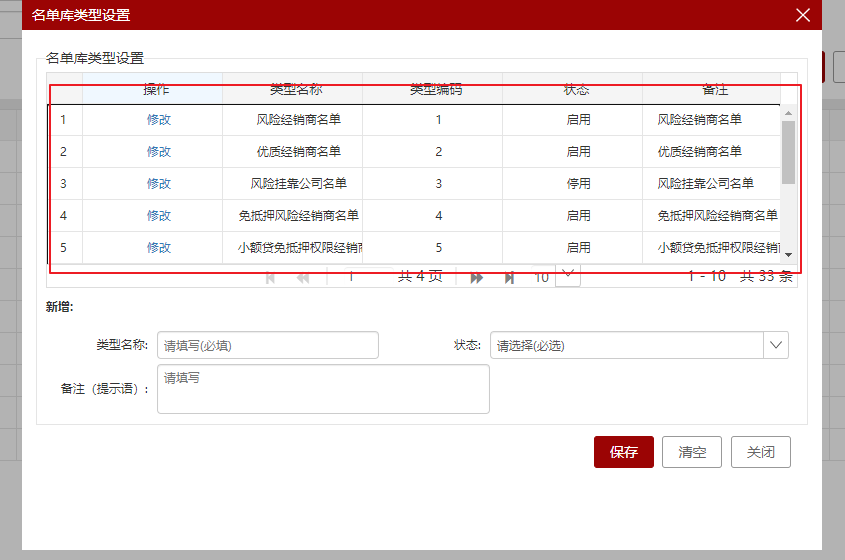 名单库类型设置
名单库类型设置
操作 类型名称 类型编码 状态 备注
1 修改 风险经销商名单 1 启用 风险经销商名单
2 修改 优质经销商名单 2 启用 优质经销商名单
3 修改 风险挂靠公司名单 3 停用 风险挂靠公司名单
4 修改 免抵押风险经销商名单 4 启用 免抵押风险经销商名单
5 修改 小额贷免抵押权限经销 5 启用 小额贷免抵押权限经销
1 共 4 页 10 1 - 10 共 33 条
新增:
类型名称: 请填写(必填) 状态: 请选择(必选)
备注（提示语）: 请填写
保存 清空 关闭